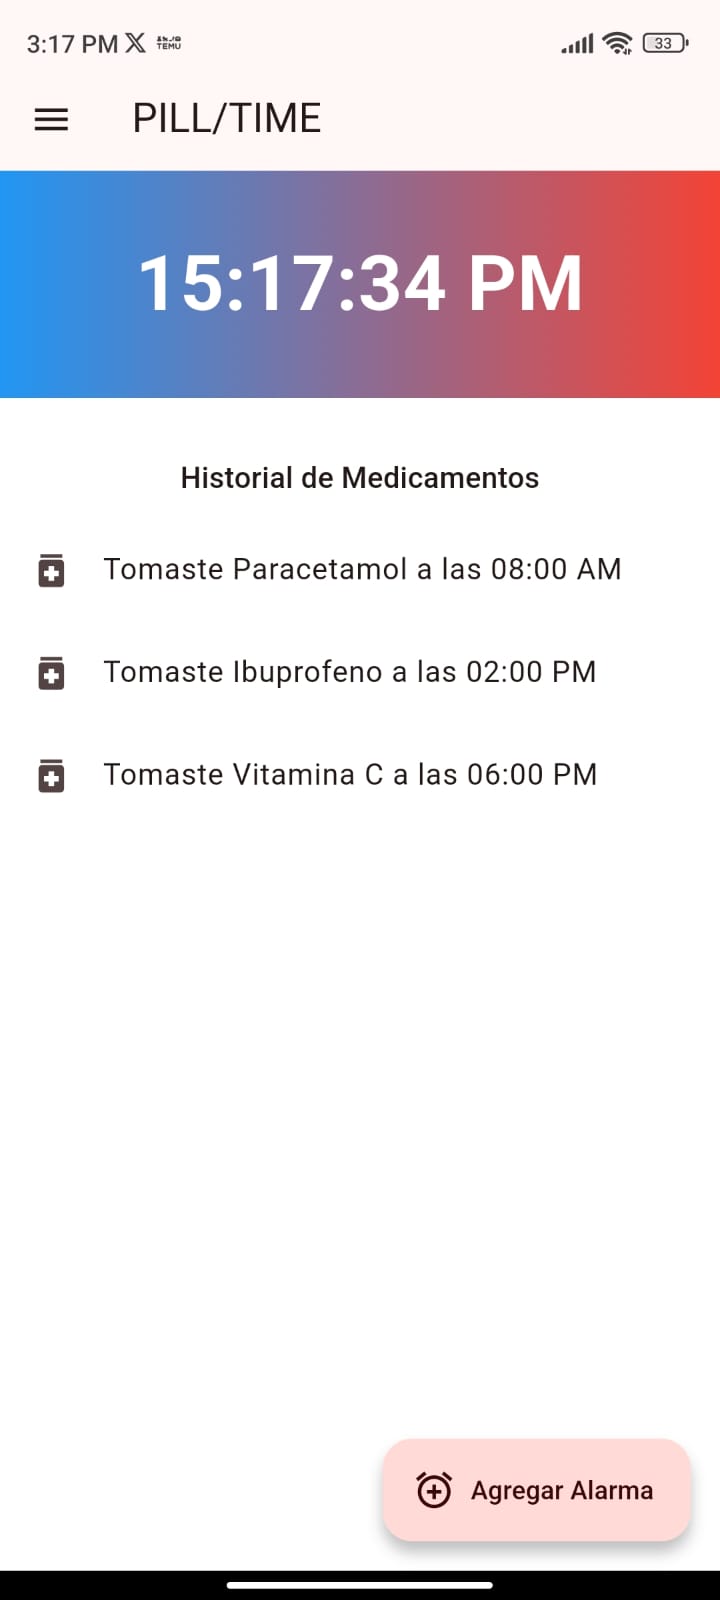 3:17 PM X TEMU
33
PILL/TIME
15:17:34 PM
Historial de Medicamentos
Tomaste Paracetamol a las 08:00 AM
Tomaste Ibuprofeno a las 02:00 PM
Tomaste Vitamina C a las 06:00 PM
Agregar Alarma